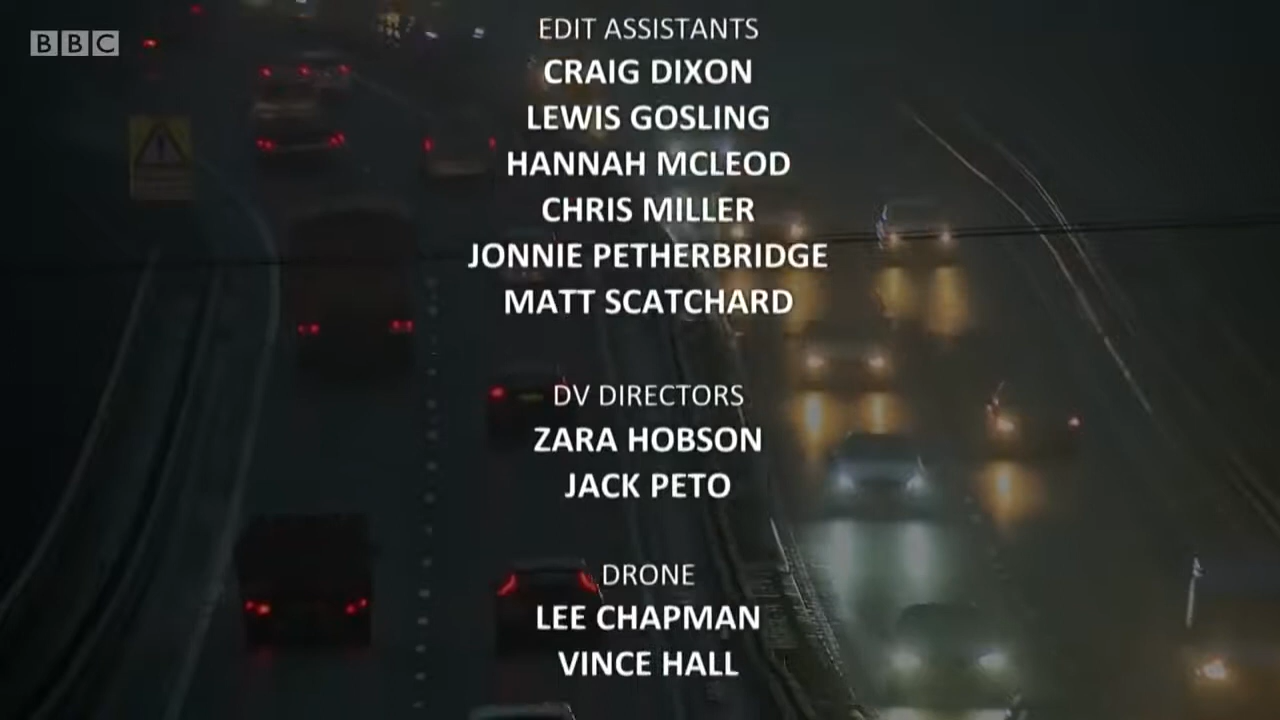 BBC
EDIT ASSISTANTS
CRAIG DIXON
LEWIS GOSLING
HANNAH MCLEOD
CHRIS MILLER
JONNIE PETHERBRIDGE
MATT SCATCHARD
DV DIRECTORS
ZARA HOBSON
JACK PETO
DRONE
LEE CHAPMAN
VINCE HALL